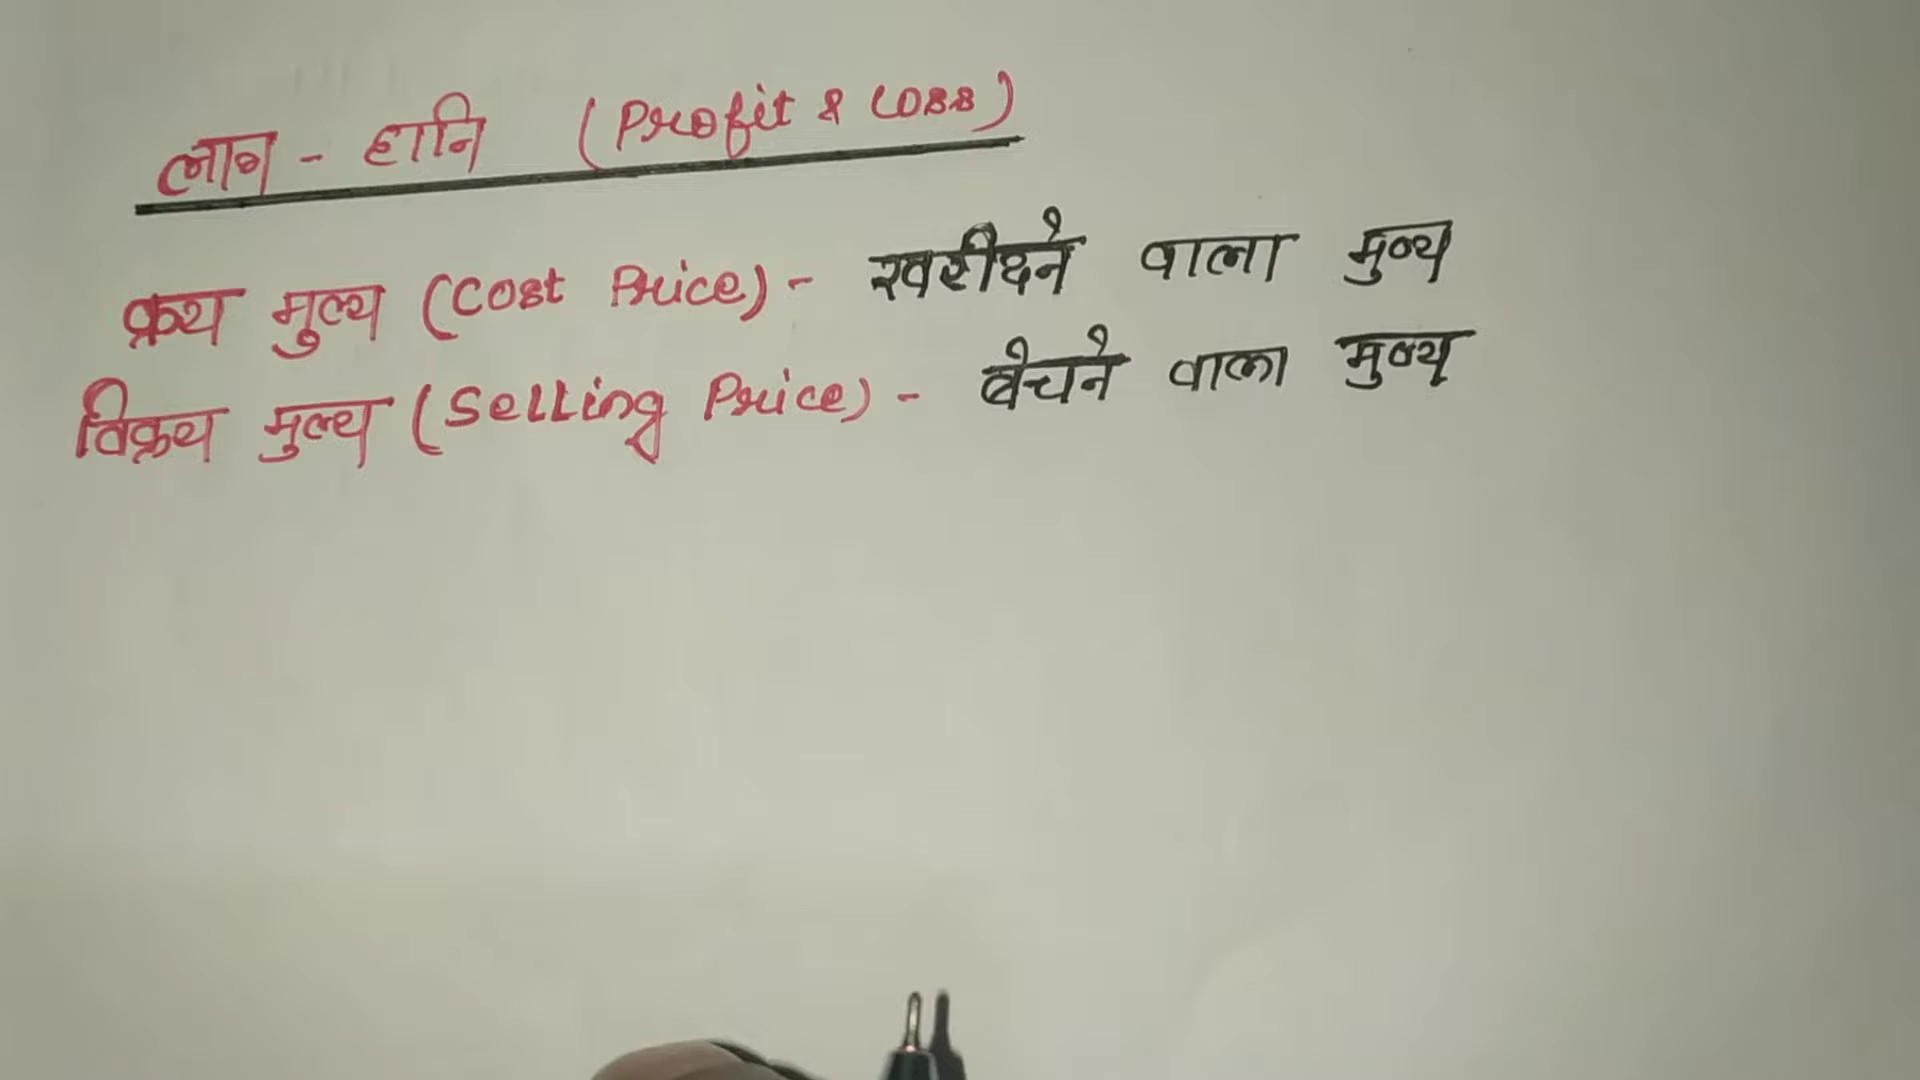 लाभ - हानि (Profit & Loss)
क्रय मुल्य (Cost Price) - खरीदने वाला मुल्य
विक्रय मुल्य (Selling Price) - बेचने वाला मुल्य